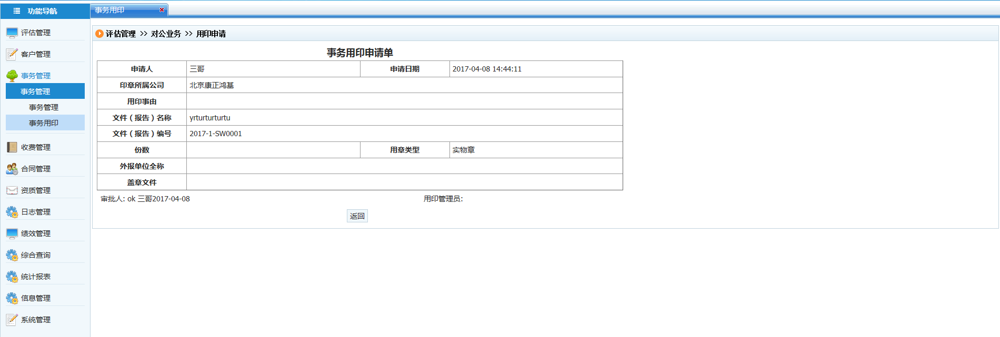 功能导航
事务用印
评估管理
客户管理
事务管理
事务管理
事务管理
事务用印
收费管理
合同管理
资质管理
日志管理
绩效管理
综合查询
统计报表
信息管理
系统管理
评估管理 >> 对公业务 >> 用印申请
事务用印申请单
申请人 三哥 申请日期 2017-04-08 14:44:11
印章所属公司 北京康正鸿基
用印事由
文件（报告）名称 yrturturturtu
文件（报告）编号 2017-1-SW0001
份数 用章类型 实物章
外报单位全称
盖章文件
审批人: ok 三哥2017-04-08 用印管理员:
返回